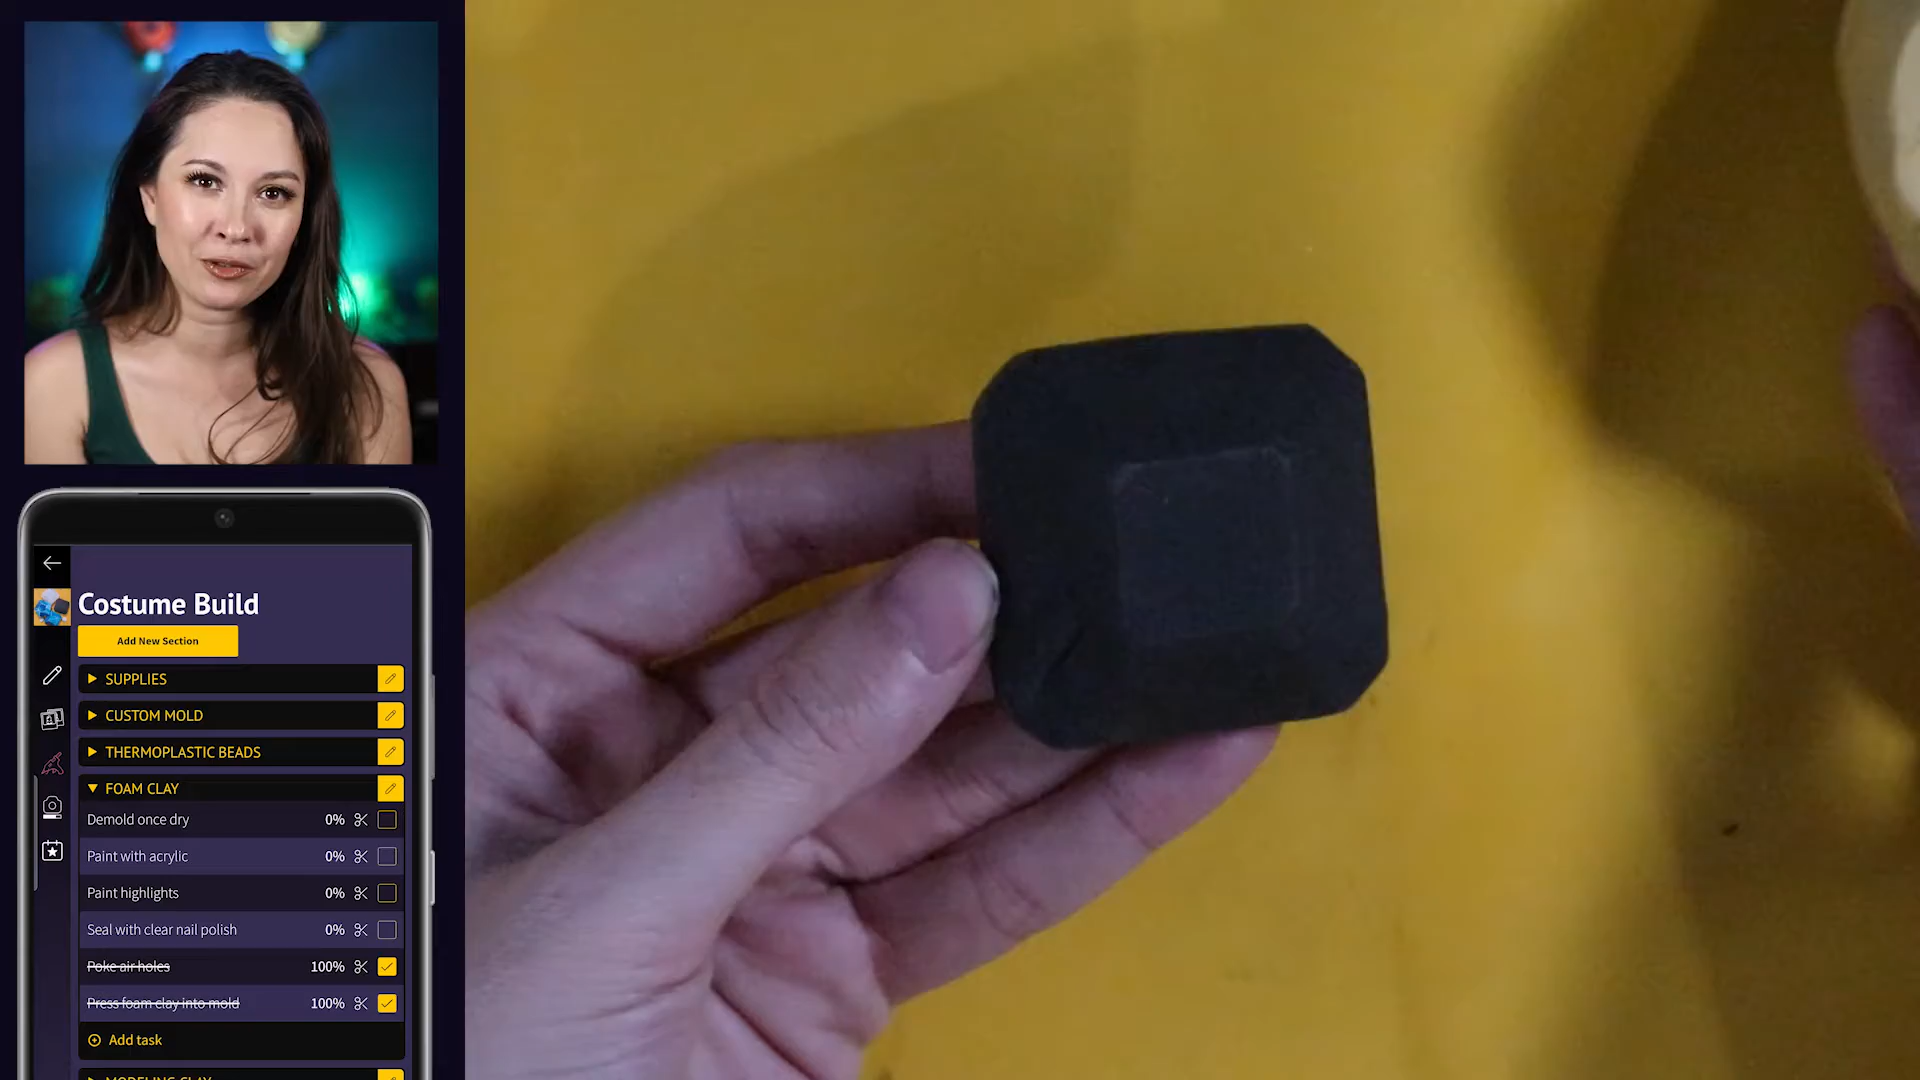 Costume Build
Add New Section
SUPPLIES
CUSTOM MOLD
THERMOPLASTIC BEADS
FOAM CLAY
Demold once dry 0%
Paint with acrylic 0%
Paint highlights 0%
Seal with clear nail polish 0%
Poke air holes 100%
Press foam clay into mold 100%
Add task
MODELING CLAY